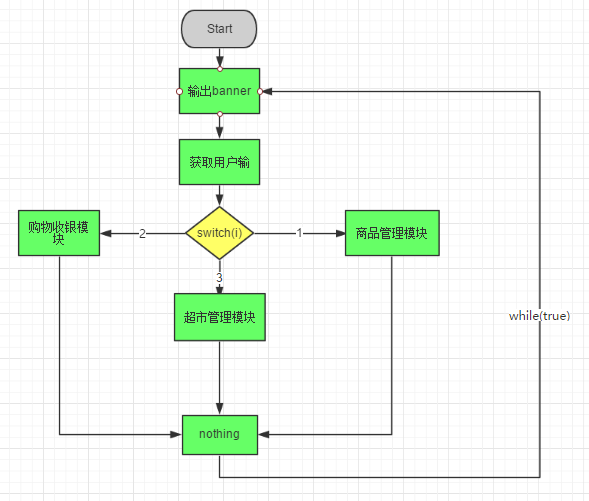 Start
输出banner
获取用户输
switch(i)
2
1
3
购物收银模
块
商品管理模块
超市管理模块
while(true)
nothing